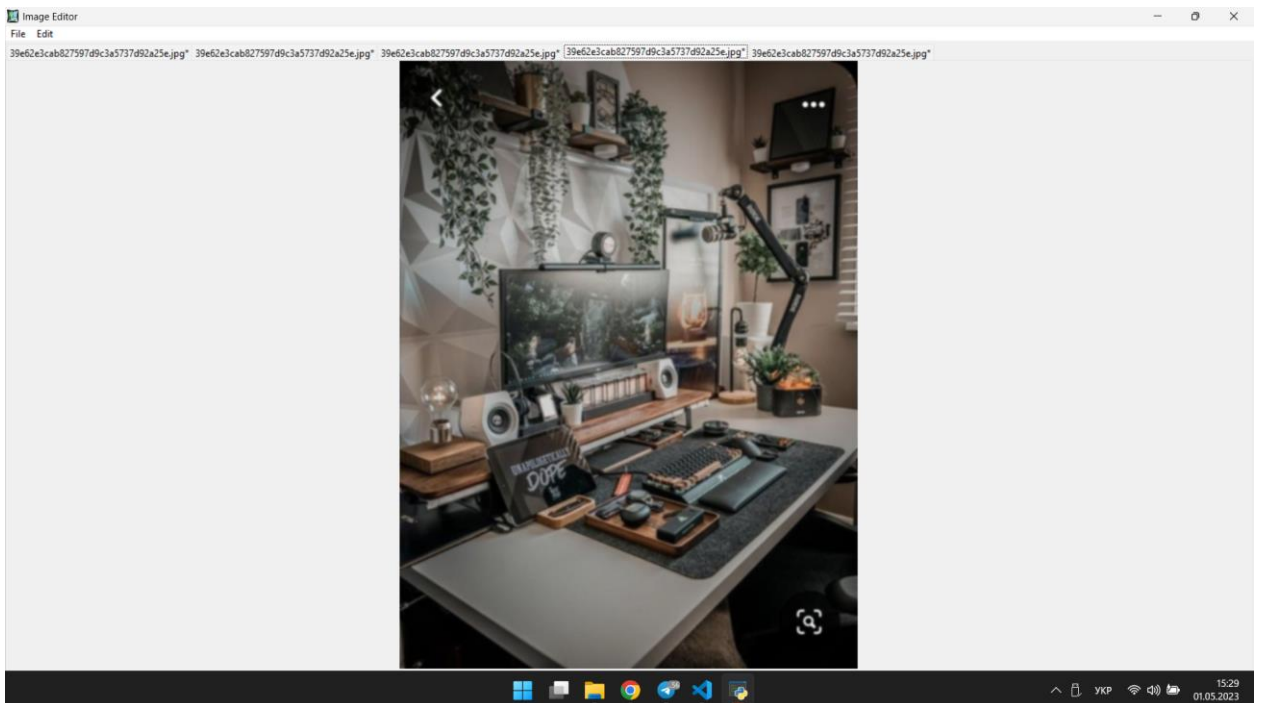 Image Editor
File Edit
39e62e3cab827597d9c3a5737d92a25e.jpg* 39e62e3cab827597d9c3a5737d92a25e.jpg* 39e62e3cab827597d9c3a5737d92a25e.jpg* 39e62e3cab827597d9c3a5737d92a25e.jpg* 39e62e3cab827597d9c3a5737d92a25e.jpg*
UNAPOLOGETICALLY
DOPE
УКР
15:29
01.05.2023